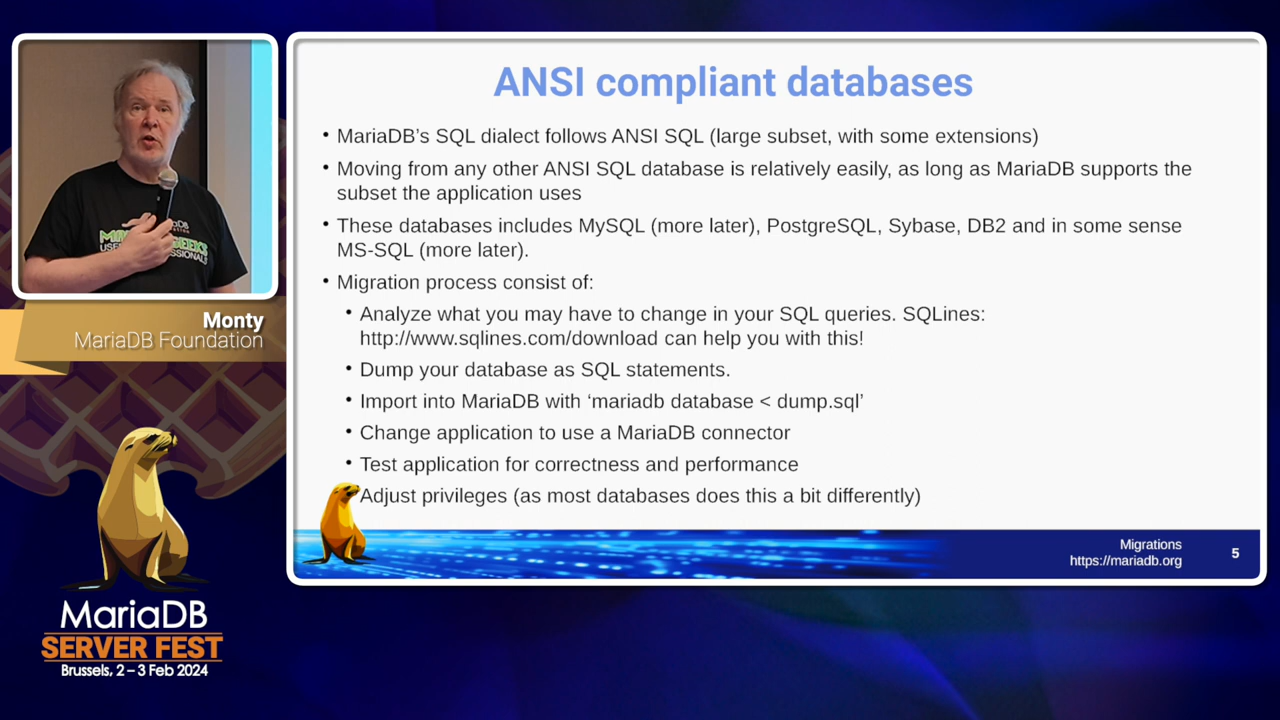 ANSI compliant databases
• MariaDB's SQL dialect follows ANSI SQL (large subset, with some extensions)
• Moving from any other ANSI SQL database is relatively easily, as long as MariaDB supports the
subset the application uses
• These databases includes MySQL (more later), PostgreSQL, Sybase, DB2 and in some sense
MS-SQL (more later).
• Migration process consist of:
• Analyze what you may have to change in your SQL queries. SQLines:
http://www.sqlines.com/download can help you with this!
• Dump your database as SQL statements.
• Import into MariaDB with ‘mariadb database < dump.sql’
• Change application to use a MariaDB connector
• Test application for correctness and performance
Adjust privileges (as most databases does this a bit differently)
Migrations
https://mariadb.org
5
Monty
MariaDB Foundation
MariaDB
SERVER FEST
Brussels, 2 – 3 Feb 2024